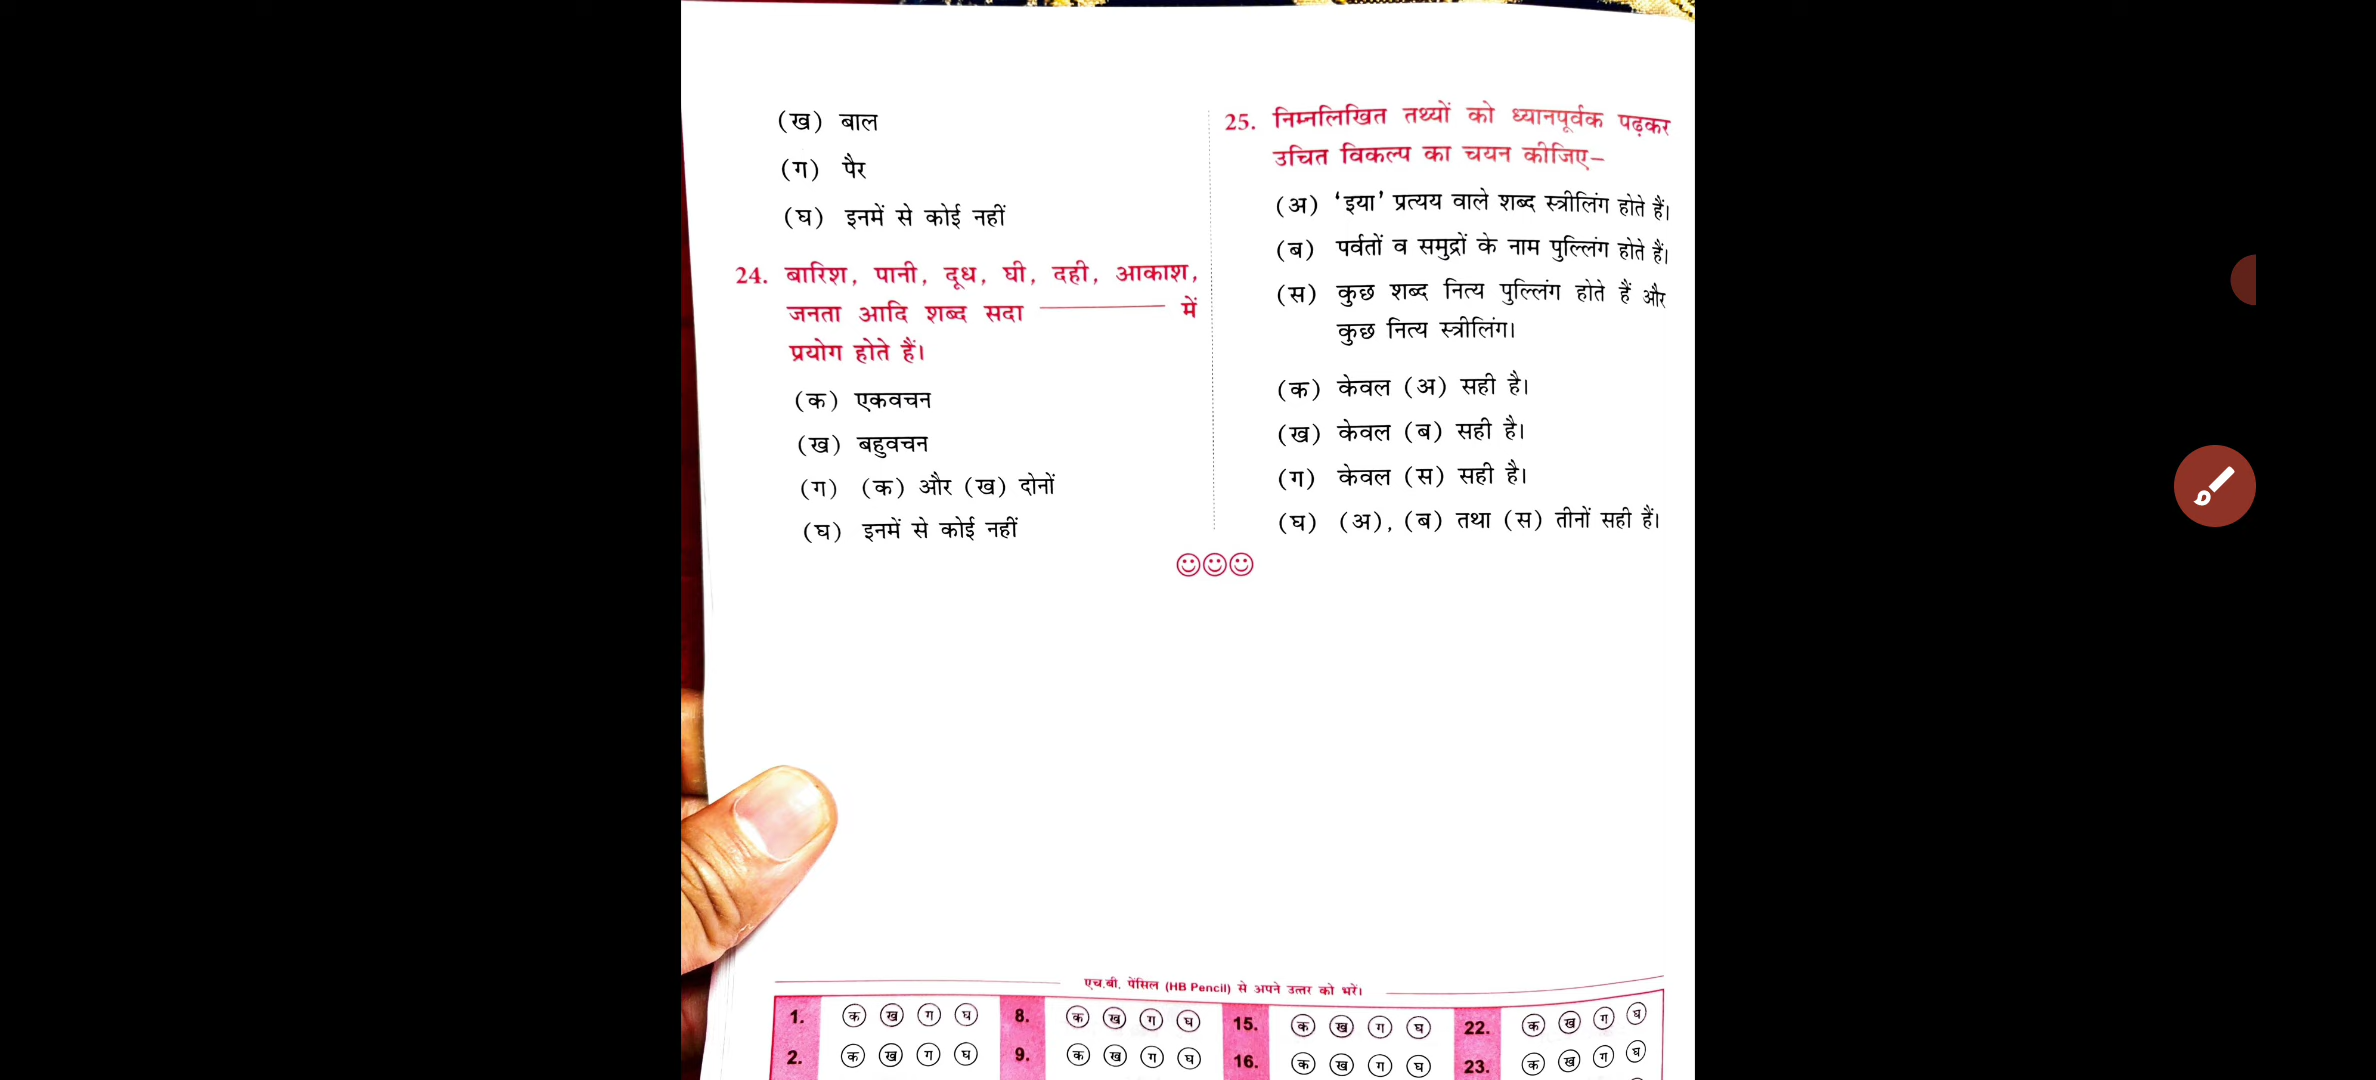 (ख) बाल
(ग) पैर
(घ) इनमें से कोई नहीं
24. बारिश, पानी, दूध, घी, दही, आकाश,
जनता आदि शब्द सदा ———— में
प्रयोग होते हैं।
(क) एकवचन
(ख) बहुवचन
(ग) (क) और (ख) दोनों
(घ) इनमें से कोई नहीं
25. निम्नलिखित तथ्यों को ध्यानपूर्वक पढ़कर
उचित विकल्प का चयन कीजिए–
(अ) ‘इया’ प्रत्यय वाले शब्द स्त्रीलिंग होते हैं।
(ब) पर्वतों व समुद्रों के नाम पुल्लिंग होते हैं।
(स) कुछ शब्द नित्य पुल्लिंग होते हैं और
कुछ नित्य स्त्रीलिंग।
(क) केवल (अ) सही है।
(ख) केवल (ब) सही है।
(ग) केवल (स) सही है।
(घ) (अ), (ब) तथा (स) तीनों सही हैं।
एच.बी. पेंसिल (HB Pencil) से अपने उत्तर को भरें।
1. क ख ग घ 8. क ख ग घ 15. क ख ग घ 22. क ख ग घ
2. क ख ग घ 9. क ख ग घ 16. क ख ग घ 23. क ख ग घ